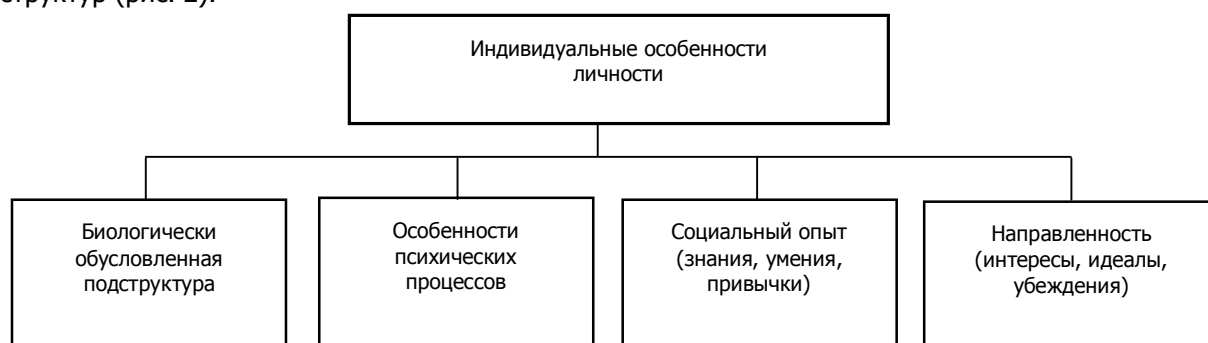 структур (рис. 2).
Индивидуальные особенности
личности
Биологически
обусловленная
подструктура
Особенности
психических
процессов
Социальный опыт
(знания, умения,
привычки)
Направленность
(интересы, идеалы,
убеждения)